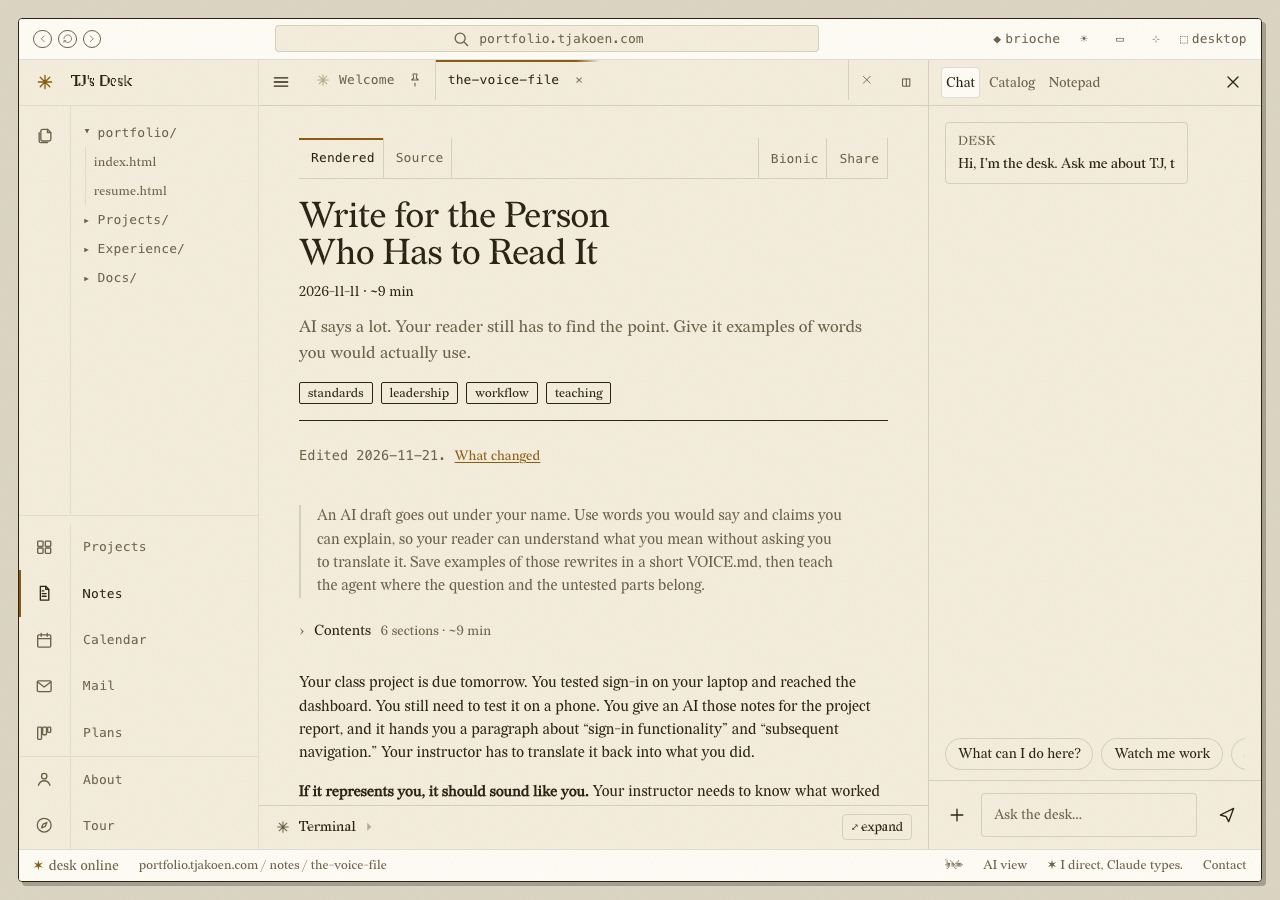 portfolio.tjakoen.com
◆ brioche
desktop
TJ's Desk
Welcome
the-voice-file ×
Chat Catalog Notepad
portfolio/
index.html
resume.html
Projects/
Experience/
Docs/
Projects
Notes
Calendar
Mail
Plans
About
Tour
Rendered Source Bionic Share
Write for the Person
Who Has to Read It
2026-11-11 · ~9 min
AI says a lot. Your reader still has to find the point. Give it examples of words
you would actually use.
standards leadership workflow teaching
Edited 2026-11-21. What changed
An AI draft goes out under your name. Use words you would say and claims you
can explain, so your reader can understand what you mean without asking you
to translate it. Save examples of those rewrites in a short VOICE.md, then teach
the agent where the question and the untested parts belong.
› Contents 6 sections · ~9 min
Your class project is due tomorrow. You tested sign-in on your laptop and reached the
dashboard. You still need to test it on a phone. You give an AI those notes for the project
report, and it hands you a paragraph about “sign-in functionality” and “subsequent
navigation.” Your instructor has to translate it back into what you did.
If it represents you, it should sound like you. Your instructor needs to know what worked
Terminal
expand
DESK
Hi, I'm the desk. Ask me about TJ, t
What can I do here? Watch me work
Ask the desk...
✶ desk online portfolio.tjakoen.com / notes / the-voice-file
AI view ✶ I direct, Claude types. Contact